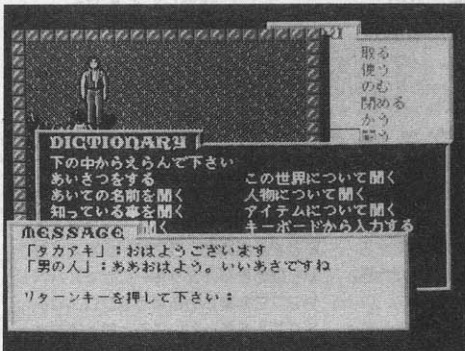 取る
使う
のむ
閉める
かう
闘う
DICTIONARY
下の中からえらんで下さい
あいさつをする
この世界について聞く
あいての名前を聞く
人物について聞く
知っている事を聞く
アイテムについて聞く
聞く
キーボードから入力する
MESSAGE
「タカアキ」:おはようございます
「男の人」:ああおはよう。いいあさですね
リターンキーを押して下さい: